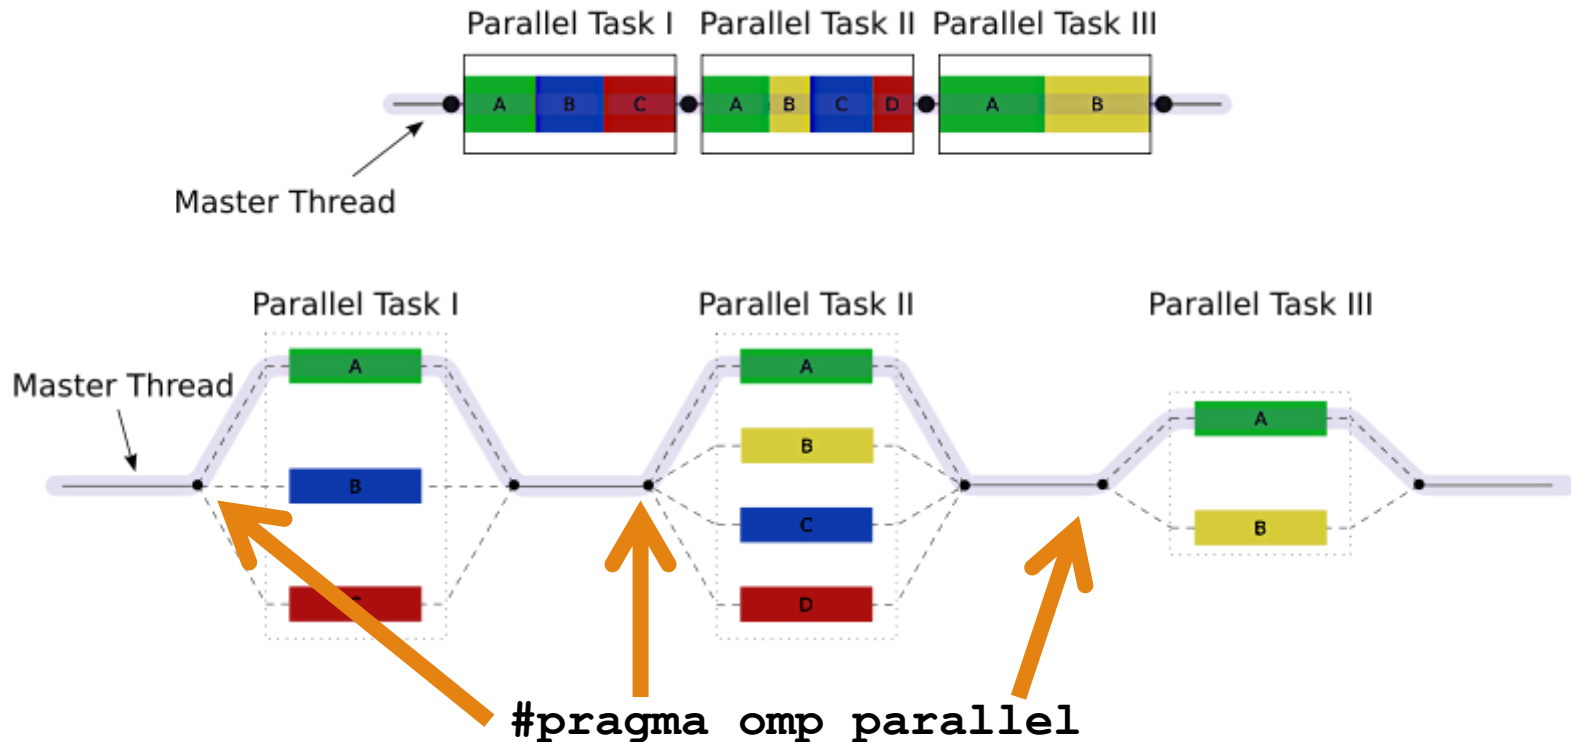 Parallel Task I Parallel Task II Parallel Task III
A B C A B C D A B
Master Thread
Parallel Task I Parallel Task II Parallel Task III
Master Thread
A A
A
B
B
C
B
C D
#pragma omp parallel